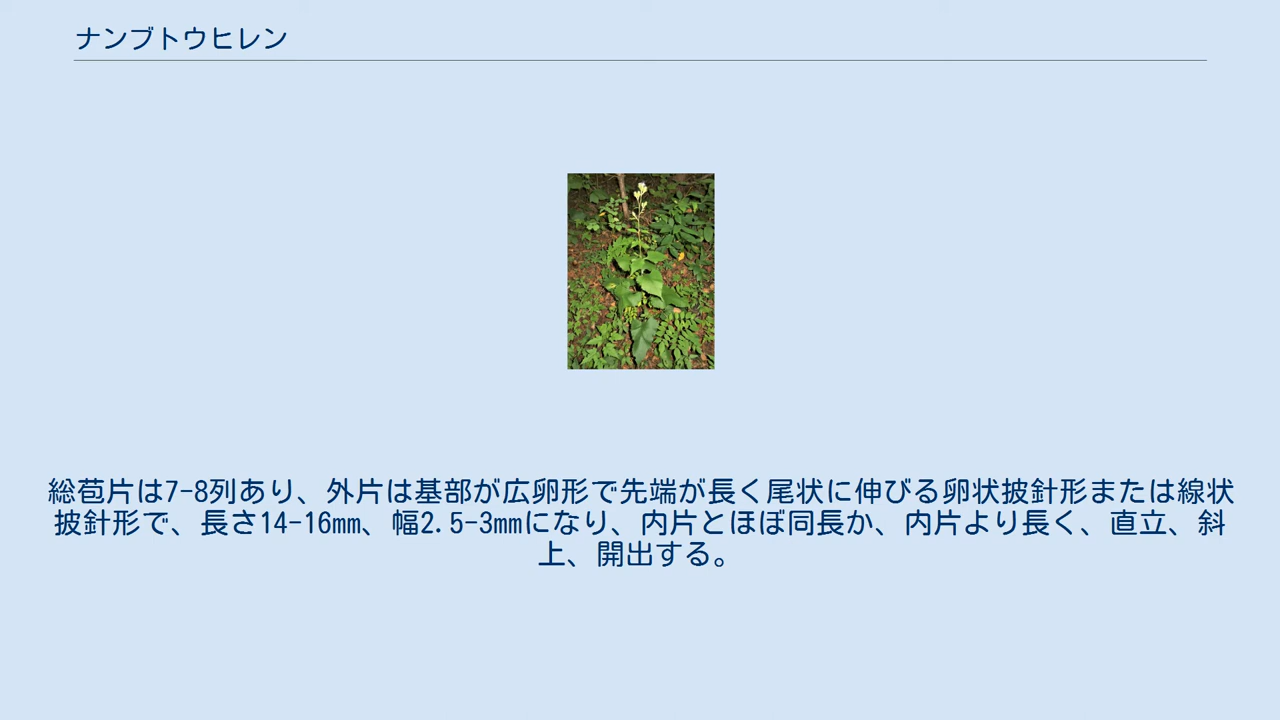 ナンブトウヒレン
総苞片は7-8列あり、外片は基部が広卵形で先端が長く尾状に伸びる卵状披針形または線状
披針形で、長さ14-16mm、幅2.5-3mmになり、内片とほぼ同長か、内片より長く、直立、斜
上、開出する。